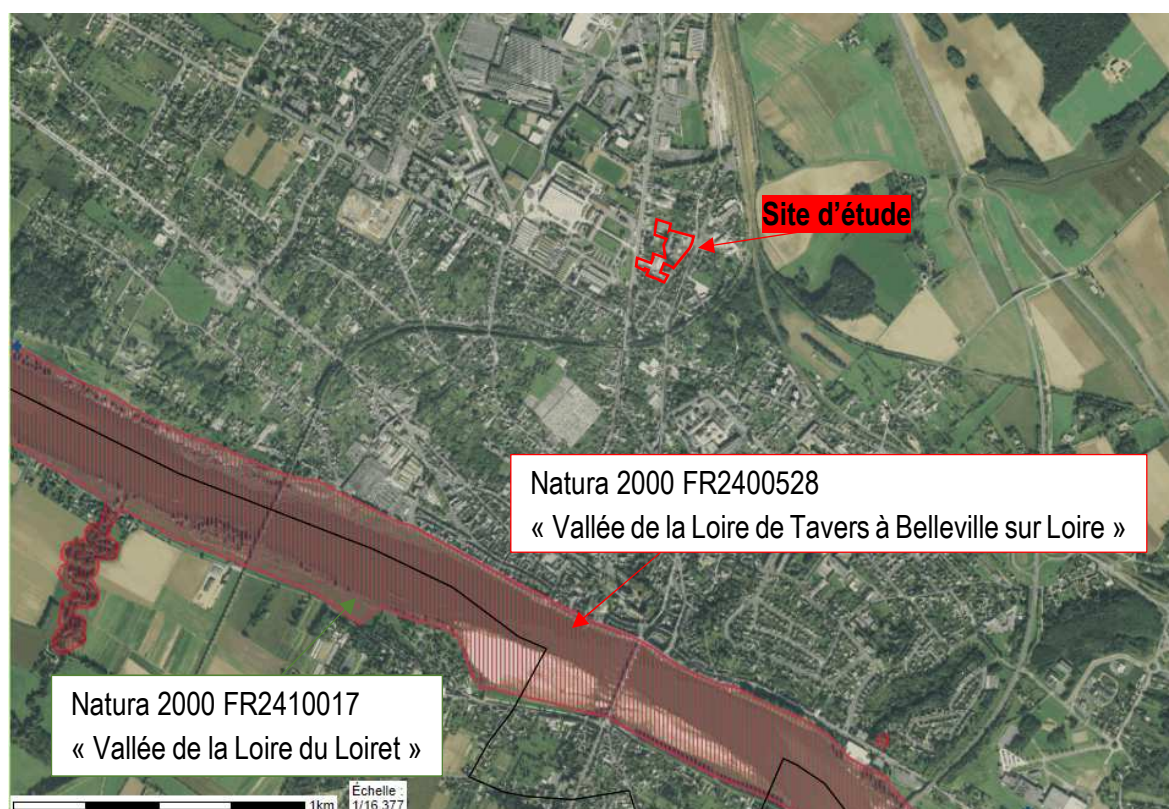 Site d'étude
Natura 2000 FR2400528
« Vallée de la Loire de Tavers à Belleville sur Loire »
Natura 2000 FR2410017
« Vallée de la Loire du Loiret »
1km
Échelle :
1/16 377